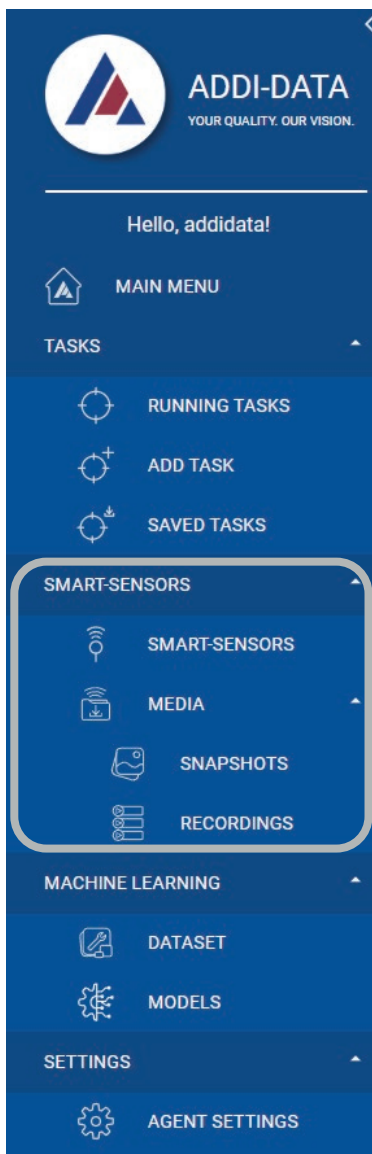 ADDI-DATA
YOUR QUALITY. OUR VISION.
Hello, addidata!
MAIN MENU
TASKS
RUNNING TASKS
ADD TASK
SAVED TASKS
SMART-SENSORS
SMART-SENSORS
MEDIA
SNAPSHOTS
RECORDINGS
MACHINE LEARNING
DATASET
MODELS
SETTINGS
AGENT SETTINGS